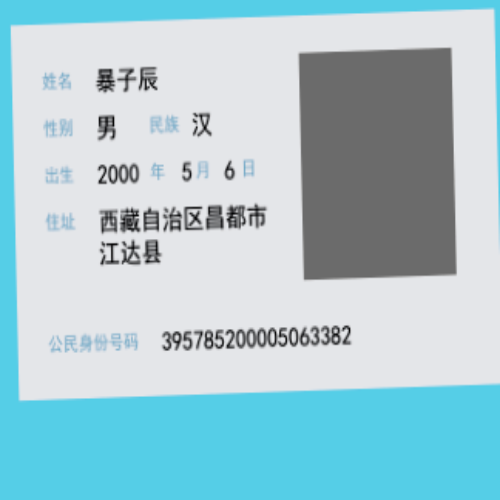 姓名 暴子辰
性别 男 民族 汉
出生 2000 年 5 月 6 日
住址 西藏自治区昌都市
江达县
公民身份号码 395785200005063382